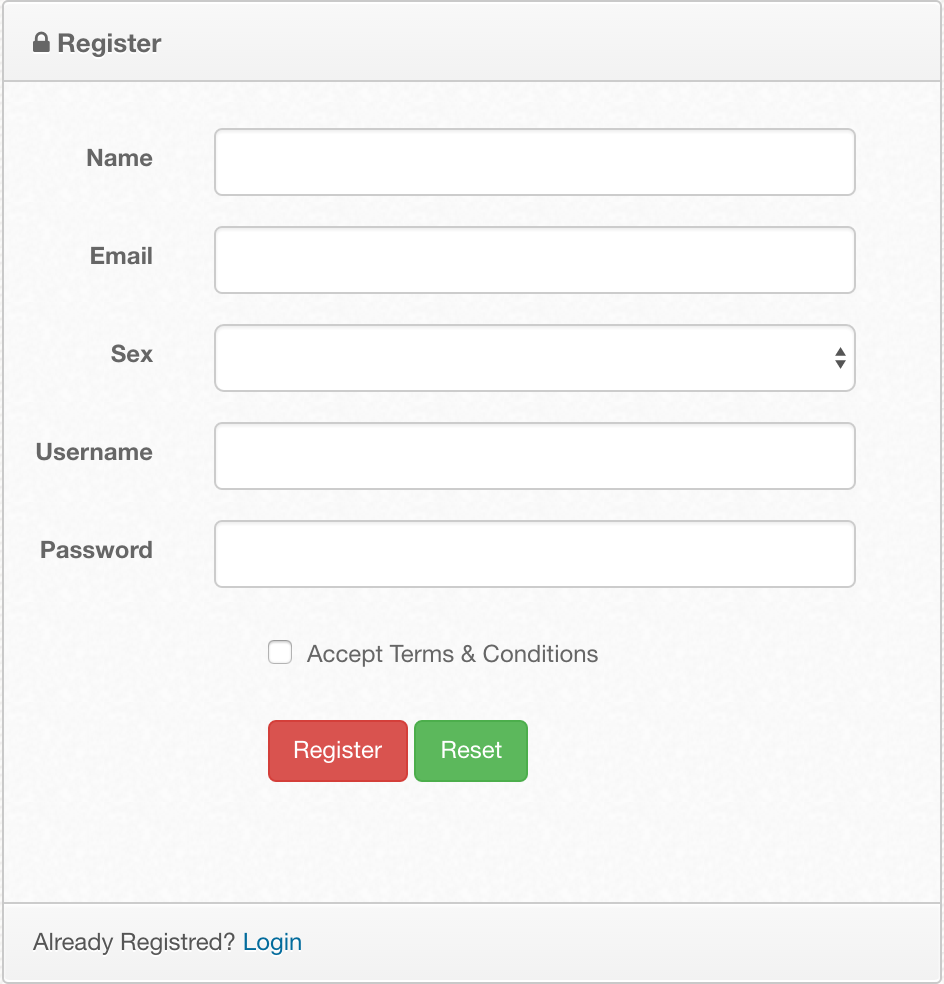 Register
Name
Email
Sex
Username
Password
Accept Terms & Conditions
Register Reset
Already Registred? Login